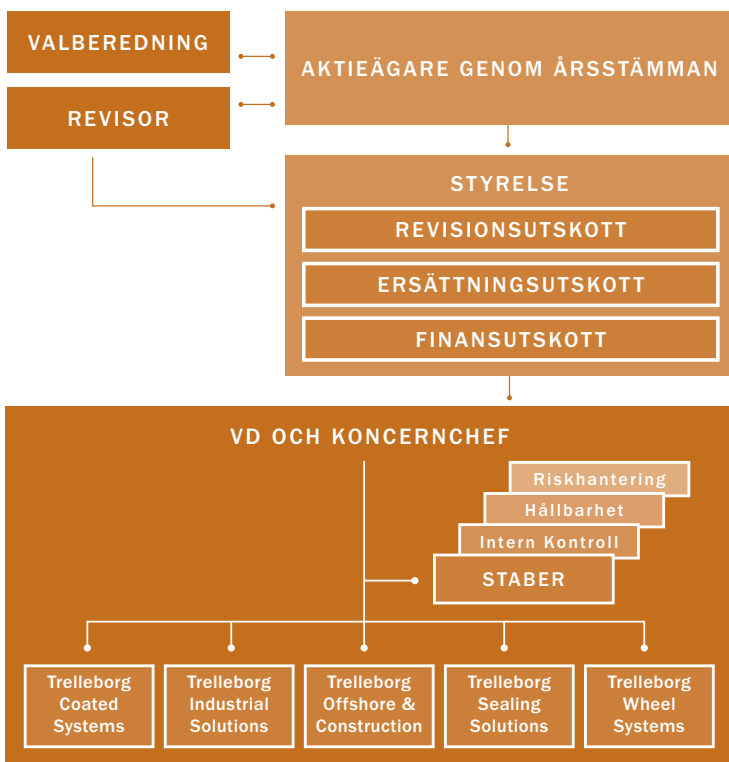 VALBEREDNING
AKTIEÄGARE GENOM ÅRSSTÄMMAN
REVISOR
STYRELSE
REVISIONSUTSKOTT
ERSÄTTNINGSUTSKOTT
FINANSUTSKOTT
VD OCH KONCERNCHEF
Riskhantering
Hållbarhet
Intern Kontroll
STABER
Trelleborg
Coated
Systems
Trelleborg
Industrial
Solutions
Trelleborg
Offshore &
Construction
Trelleborg
Sealing
Solutions
Trelleborg
Wheel
Systems